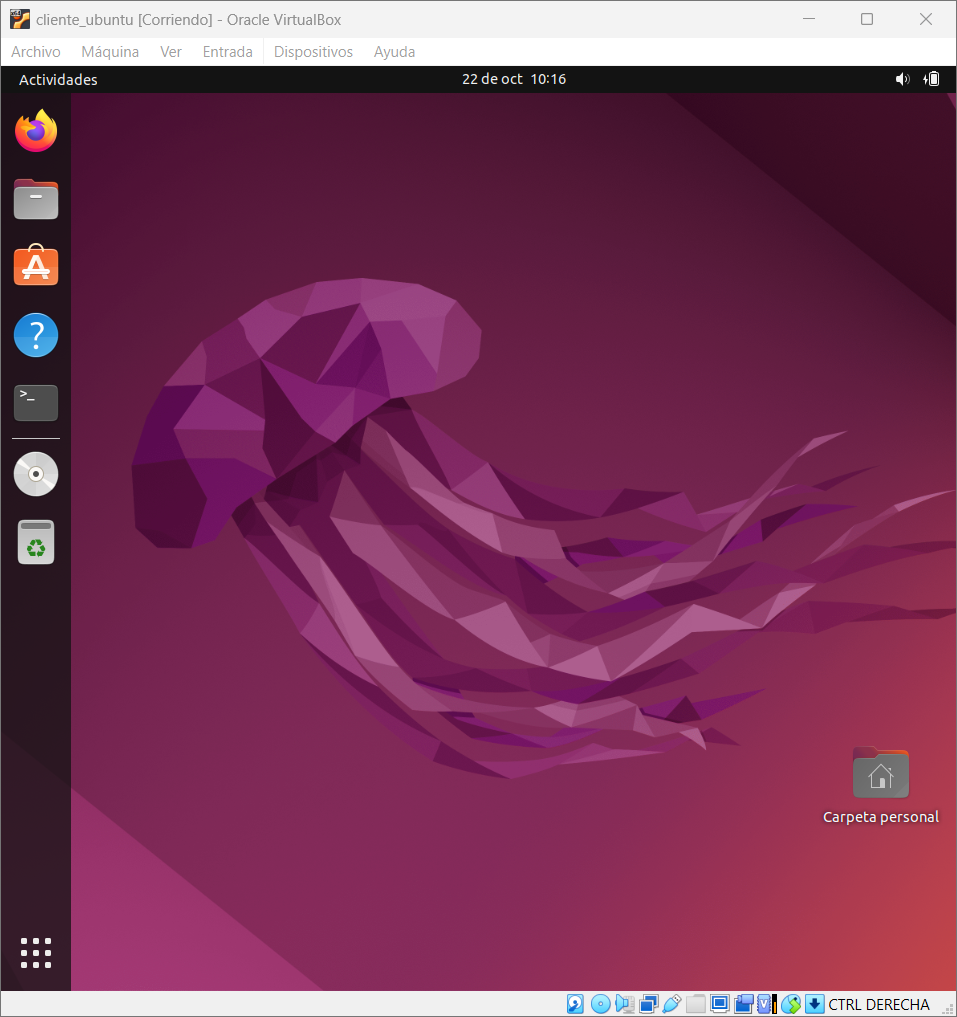 cliente_ubuntu [Corriendo] - Oracle VirtualBox
Archivo Máquina Ver Entrada Dispositivos Ayuda
Actividades 22 de oct 10:16
?
>_
Carpeta personal
CTRL DERECHA